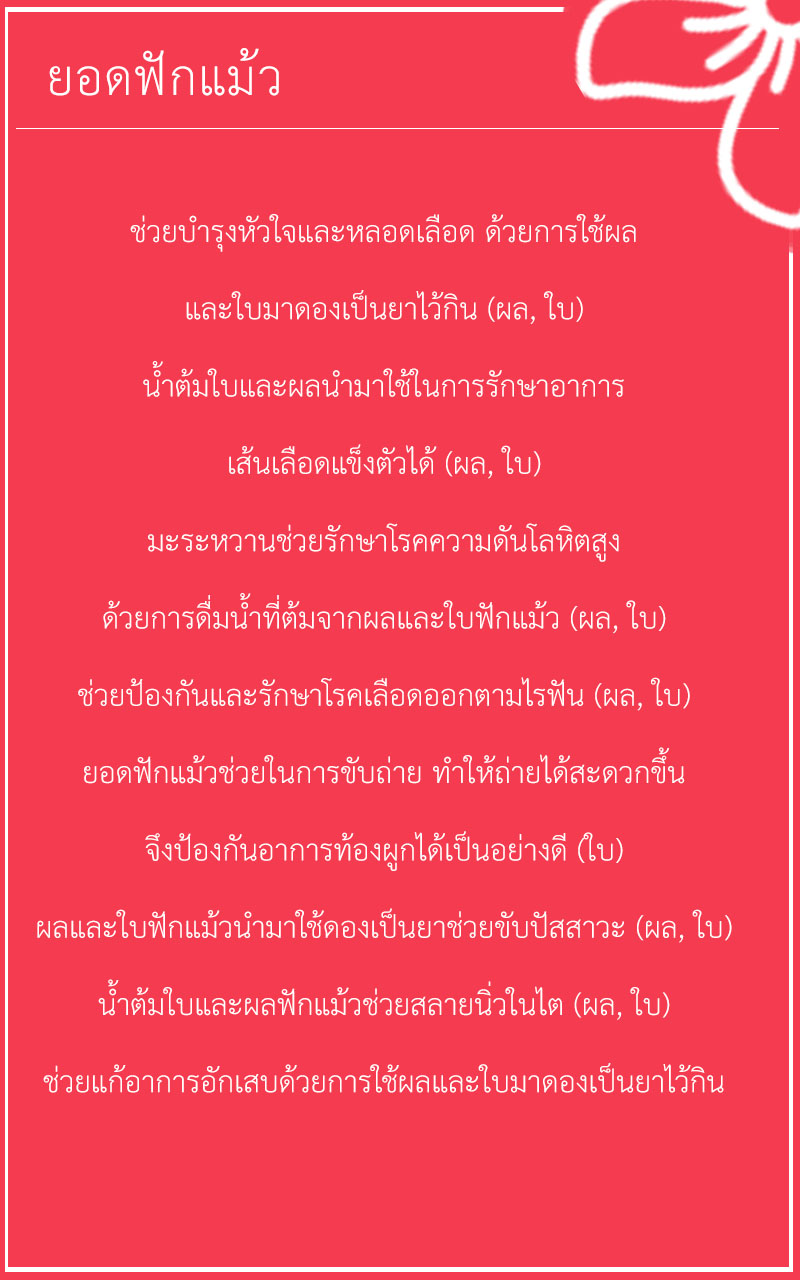 ยอดฟักแม้ว
ช่วยบำรุงหัวใจและหลอดเลือด ด้วยการใช้ผล
และใบมาดองเป็นยาไว้กิน (ผล, ใบ)
น้ำต้มใบและผลนำมาใช้ในการรักษาอาการ
เส้นเลือดแข็งตัวได้ (ผล, ใบ)
มะระหวานช่วยรักษาโรคความดันโลหิตสูง
ด้วยการดื่มน้ำที่ต้มจากผลและใบฟักแม้ว (ผล, ใบ)
ช่วยป้องกันและรักษาโรคเลือดออกตามไรฟัน (ผล, ใบ)
ยอดฟักแม้วช่วยในการขับถ่าย ทำให้ถ่ายได้สะดวกขึ้น
จึงป้องกันอาการท้องผูกได้เป็นอย่างดี (ใบ)
ผลและใบฟักแม้วนำมาใช้ดองเป็นยาช่วยขับปัสสาวะ (ผล, ใบ)
น้ำต้มใบและผลฟักแม้วช่วยสลายนิ่วในไต (ผล, ใบ)
ช่วยแก้อาการอักเสบด้วยการใช้ผลและใบมาดองเป็นยาไว้กิน